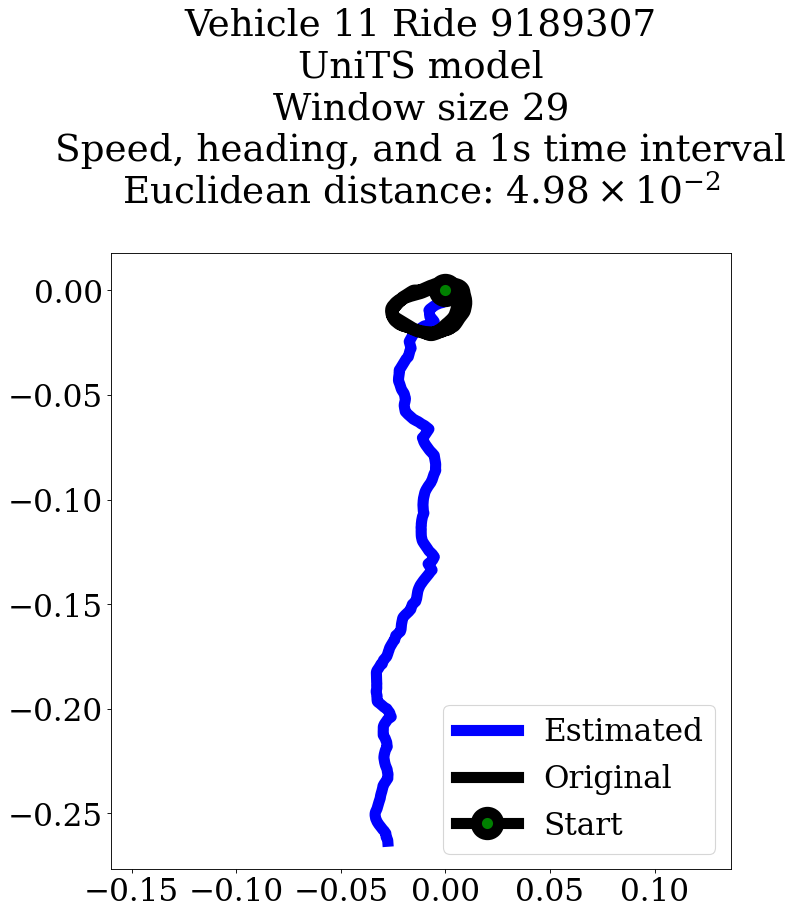 Vehicle 11 Ride 9189307
UniTS model
Window size 29
Speed, heading, and a 1s time interval
Euclidean distance: 4.98 × 10⁻²
0.00
−0.05
−0.10
−0.15
−0.20
−0.25
Estimated
Original
Start
−0.15 −0.10 −0.05 0.00 0.05 0.10